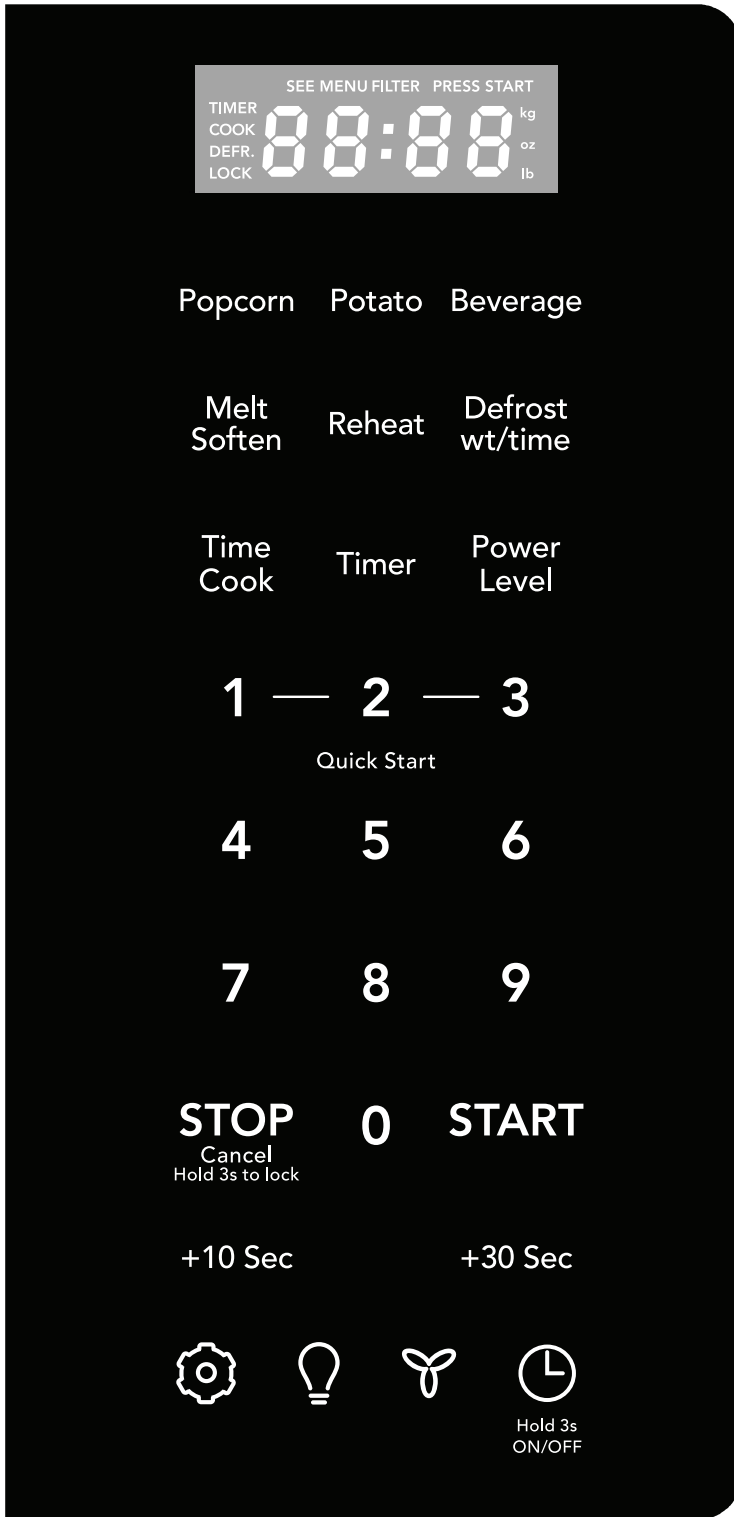 SEE MENU FILTER PRESS START
TIMER
COOK
DEFR.
LOCK
88:88
kg
oz
lb
Popcorn Potato Beverage
Melt
Soften
Reheat
Defrost
wt/time
Time
Cook
Timer
Power
Level
1 — 2 — 3
Quick Start
4 5 6
7 8 9
STOP
Cancel
Hold 3s to lock
0
START
+10 Sec +30 Sec
Hold 3s
ON/OFF